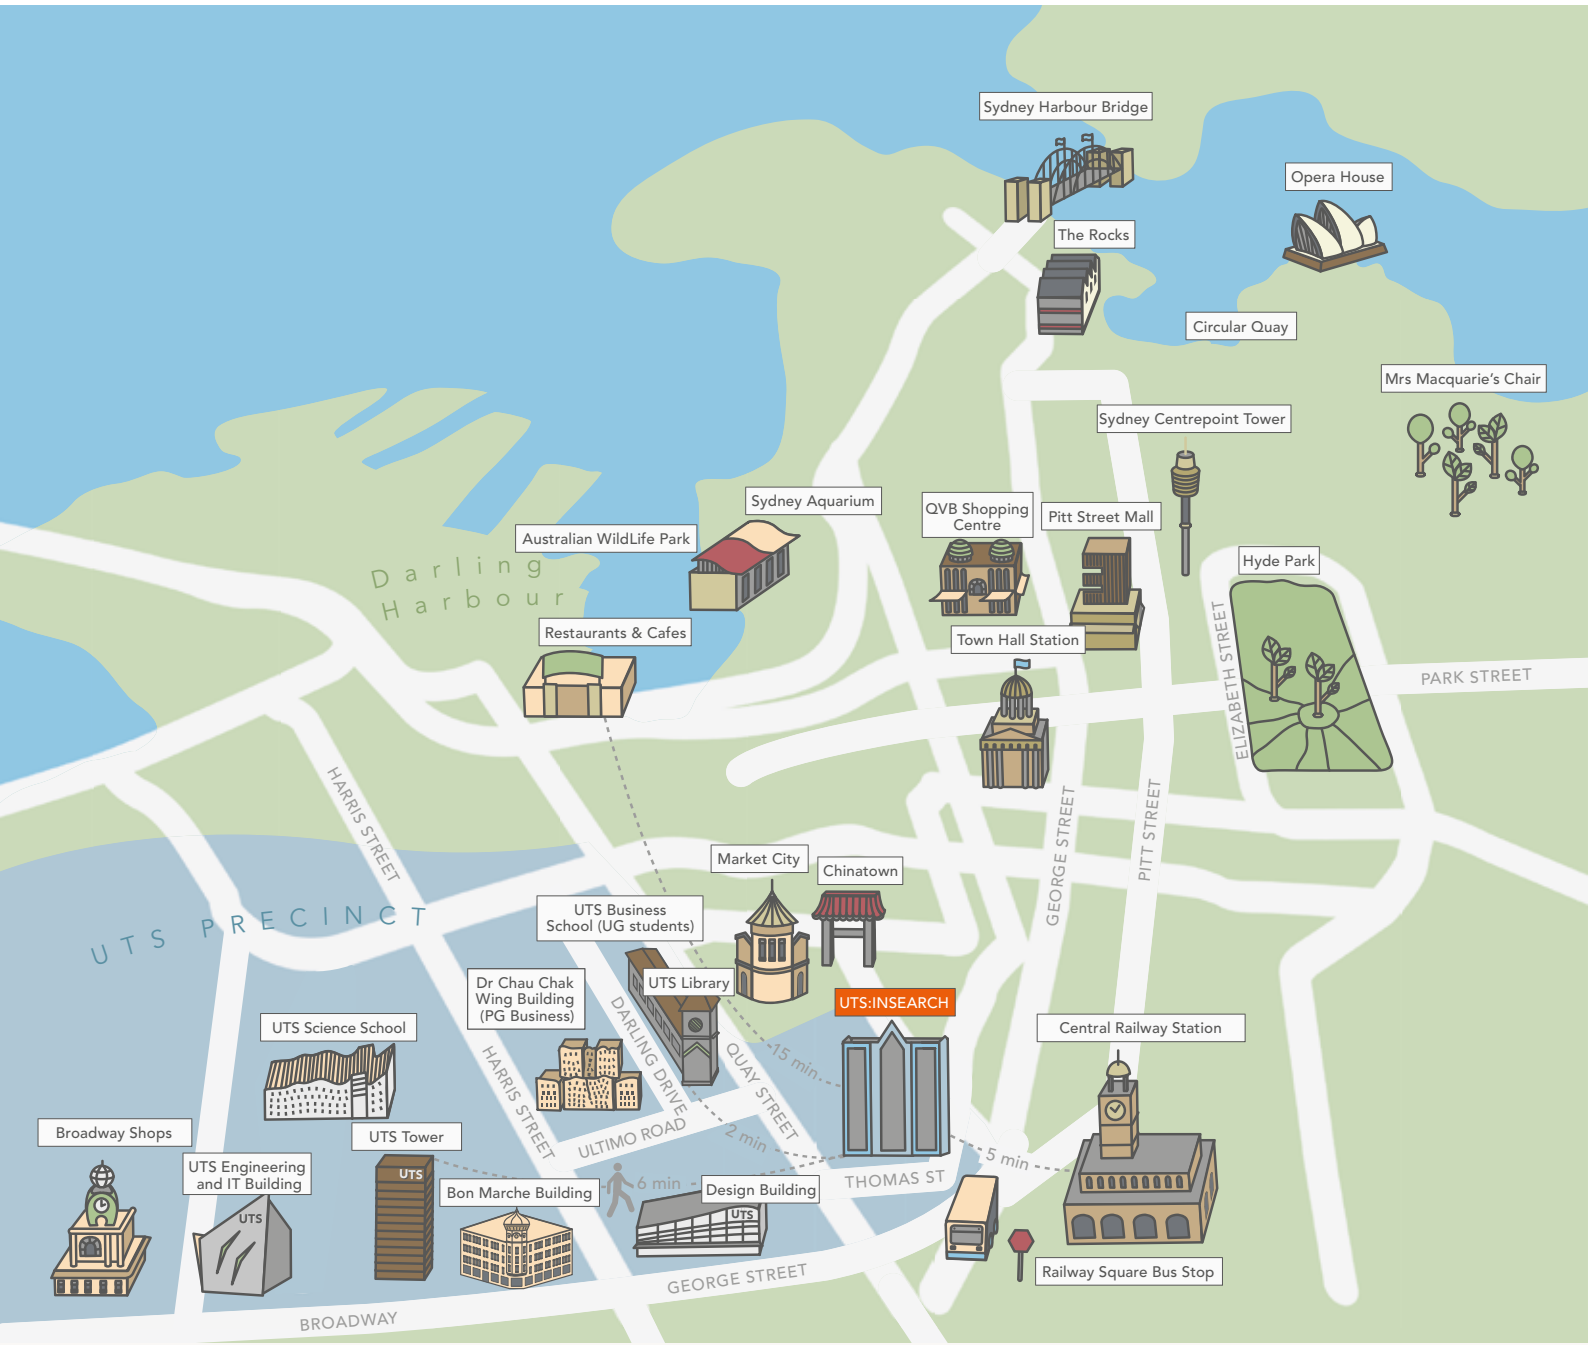 Sydney Harbour Bridge
Opera House
The Rocks
Circular Quay
Mrs Macquarie's Chair
Sydney Centrepoint Tower
Sydney Aquarium
QVB Shopping
Centre
Pitt Street Mall
Australian WildLife Park
Hyde Park
Darling
Harbour
Restaurants & Cafes
Town Hall Station
ELIZABETH STREET
PARK STREET
HARRIS STREET
GEORGE STREET
PITT STREET
Market City
Chinatown
UTS PRECINCT
UTS Business
School (UG students)
UTS Library
Dr Chau Chak
Wing Building
(PG Business)
UTS:INSEARCH
UTS Science School
Central Railway Station
DARLING DRIVE
QUAY STREET
HARRIS STREET
15 min.
Broadway Shops
UTS Tower
ULTIMO ROAD
2 min
5 min
UTS Engineering
and IT Building
UTS
UTS
Bon Marche Building
6 min
Design Building
UTS
THOMAS ST
Railway Square Bus Stop
GEORGE STREET
BROADWAY